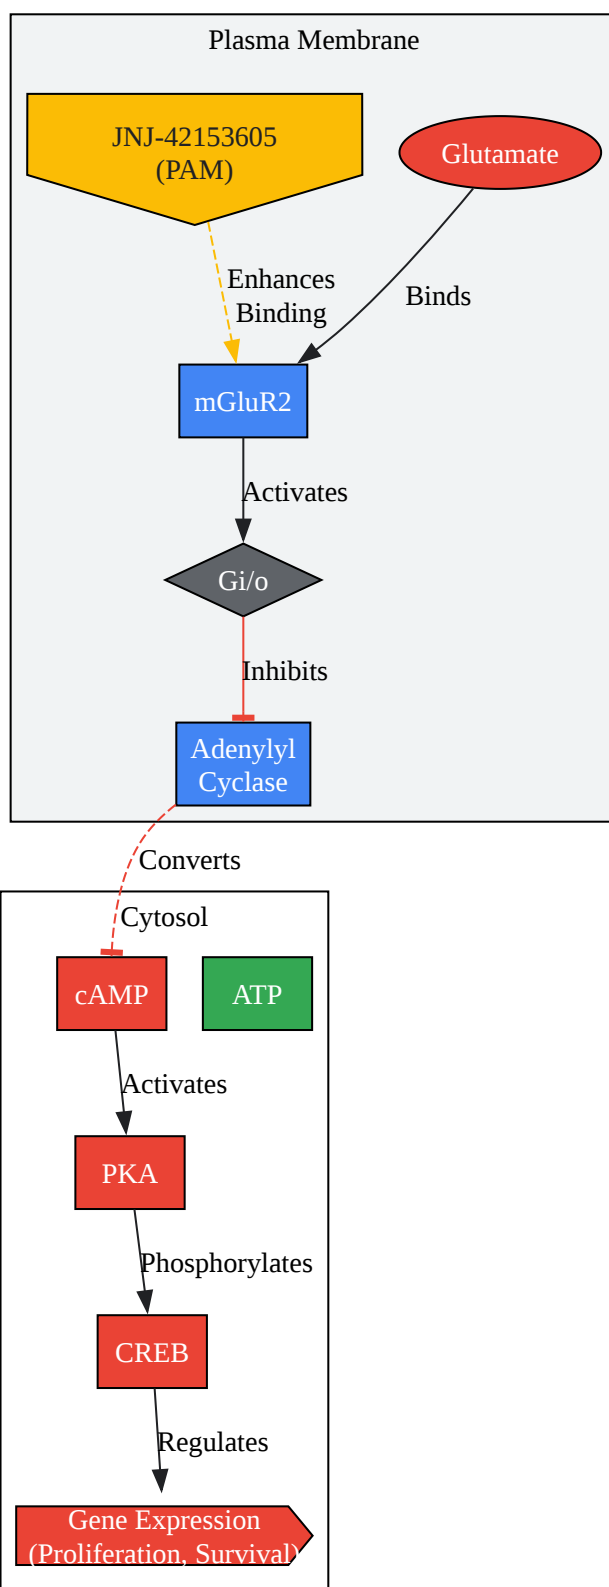 Plasma Membrane
JNJ-42153605
(PAM)
Glutamate
Enhances
Binding
Binds
mGluR2
Activates
Gi/o
Inhibits
Adenylyl
Cyclase
Converts
Cytosol
cAMP
ATP
Activates
PKA
Phosphorylates
CREB
Regulates
Gene Expression
(Proliferation, Survival)